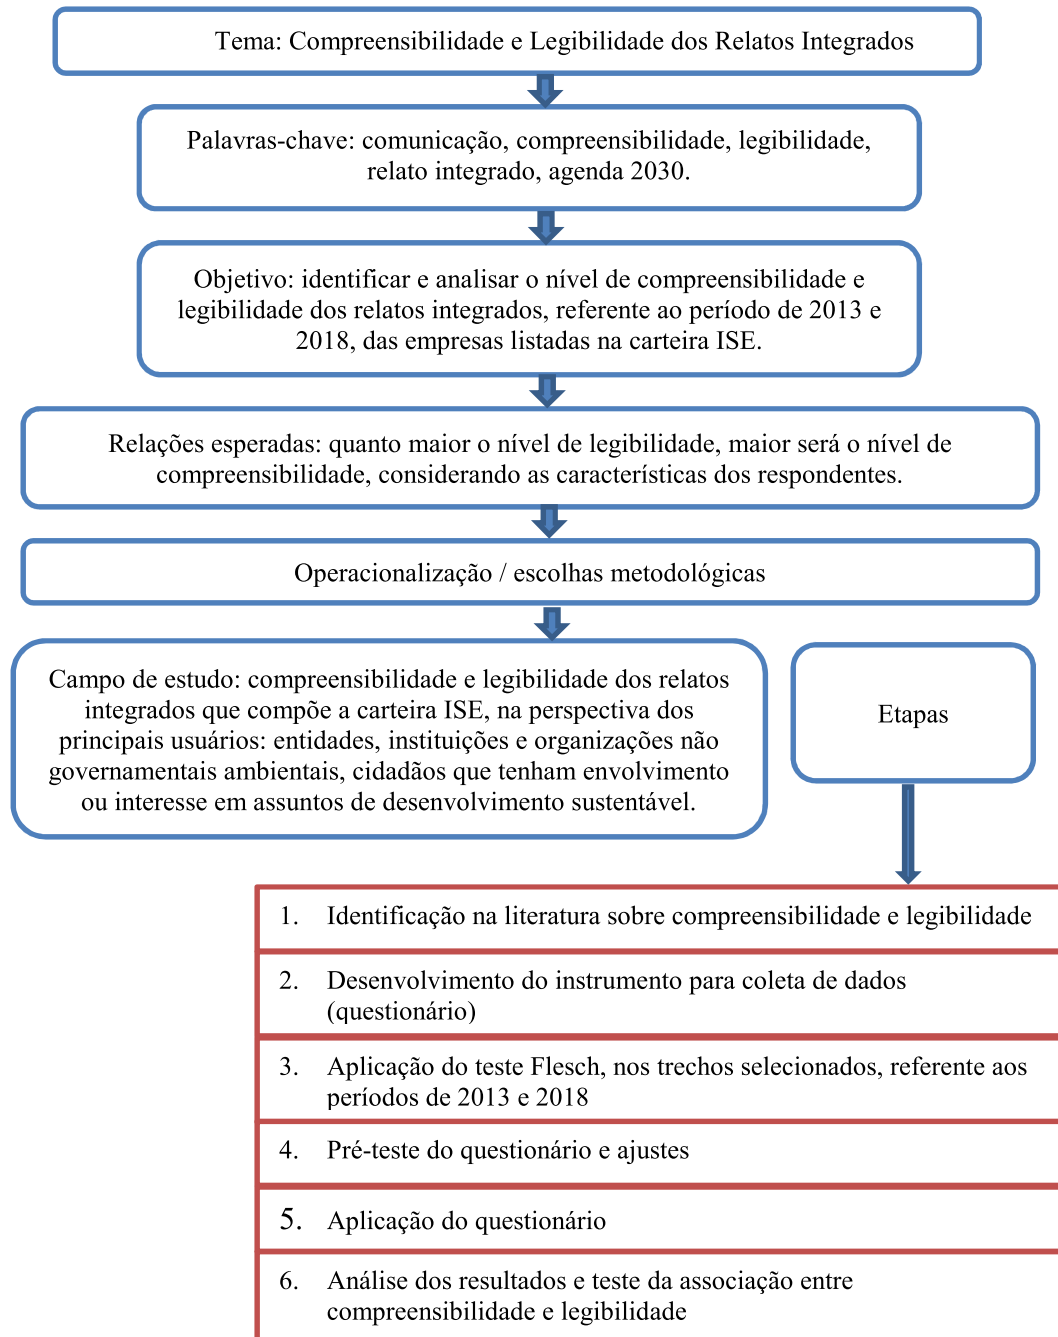 Tema: Compreensibilidade e Legibilidade dos Relatos Integrados
Palavras-chave: comunicação, compreensibilidade, legibilidade,
relato integrado, agenda 2030.
Objetivo: identificar e analisar o nível de compreensibilidade e
legibilidade dos relatos integrados, referente ao período de 2013 e
2018, das empresas listadas na carteira ISE.
Relações esperadas: quanto maior o nível de legibilidade, maior será o nível de
compreensibilidade, considerando as características dos respondentes.
Operacionalização / escolhas metodológicas
Campo de estudo: compreensibilidade e legibilidade dos relatos
integrados que compõe a carteira ISE, na perspectiva dos
principais usuários: entidades, instituições e organizações não
governamentais ambientais, cidadãos que tenham envolvimento
ou interesse em assuntos de desenvolvimento sustentável.
Etapas
1. Identificação na literatura sobre compreensibilidade e legibilidade
2. Desenvolvimento do instrumento para coleta de dados
(questionário)
3. Aplicação do teste Flesch, nos trechos selecionados, referente aos
períodos de 2013 e 2018
4. Pré-teste do questionário e ajustes
5. Aplicação do questionário
6. Análise dos resultados e teste da associação entre
compreensibilidade e legibilidade